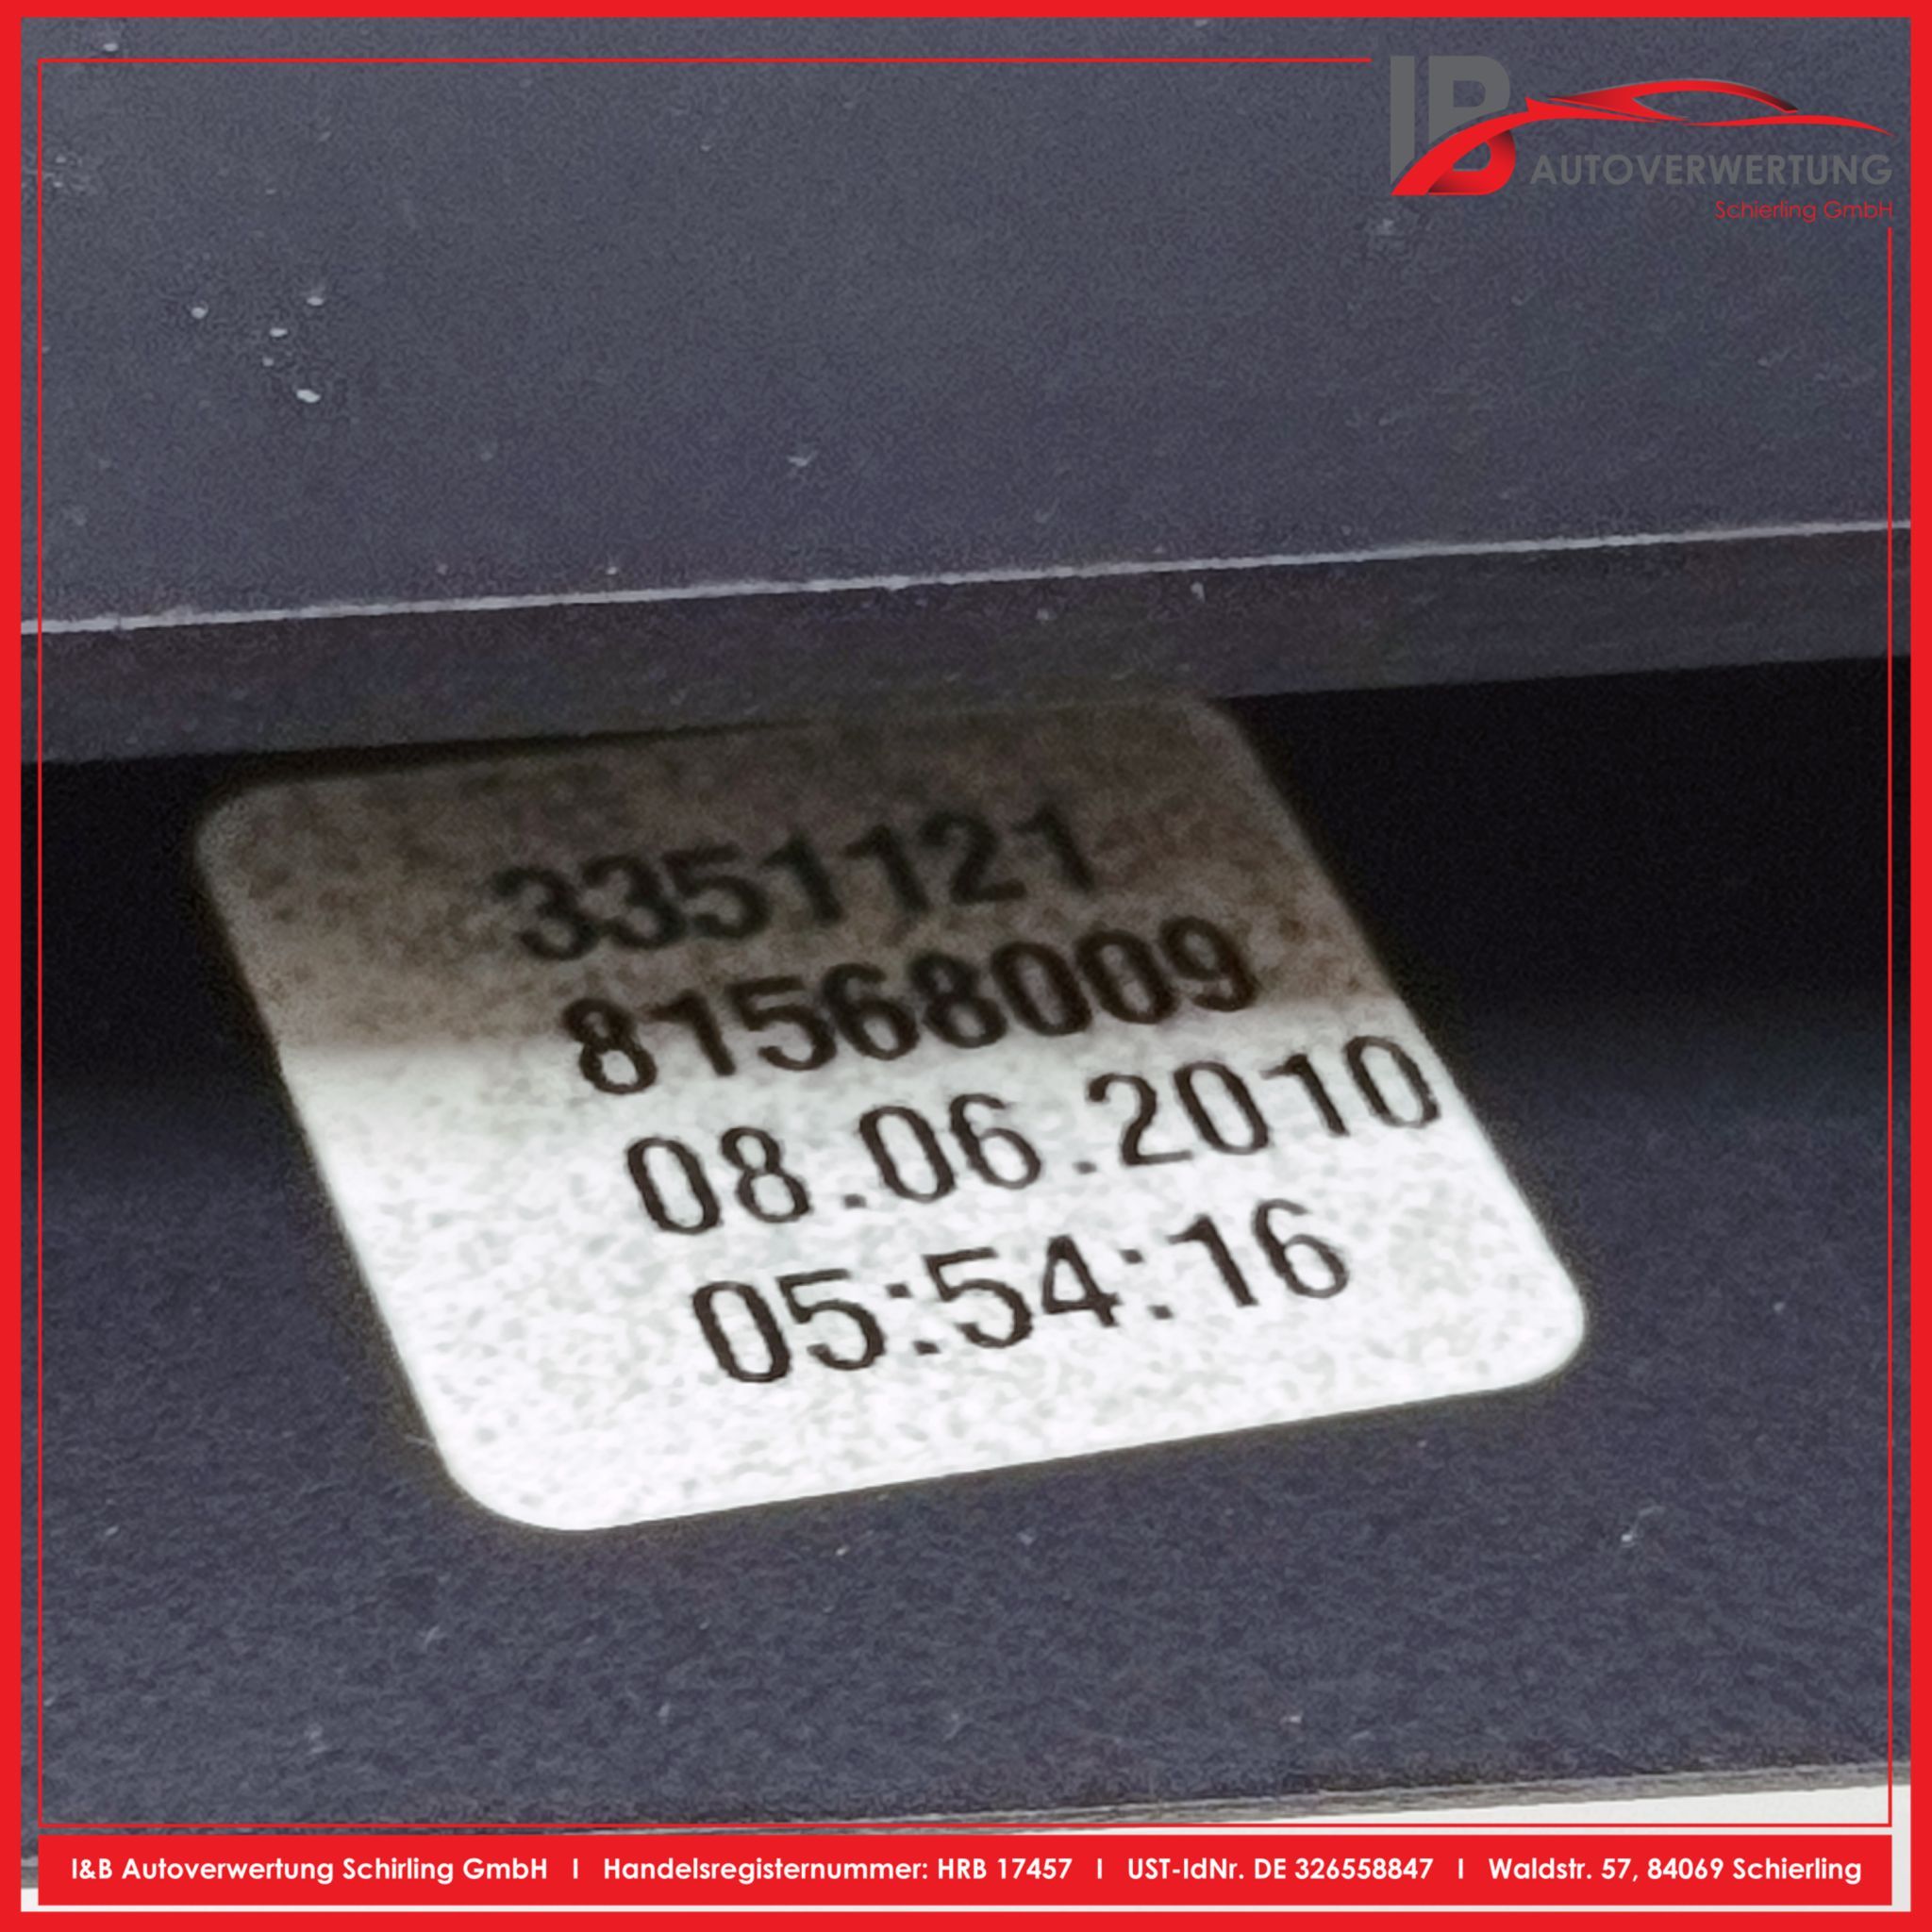 IB
AUTOVERWERTUNG
Schierling GmbH
3351121
81568009
08.06.2010
05:54:16
I&B Autoverwertung Schirling GmbH I Handelsregisternummer: HRB 17457 I UST-IdNr. DE 326558847 I Waldstr. 57, 84069 Schierling